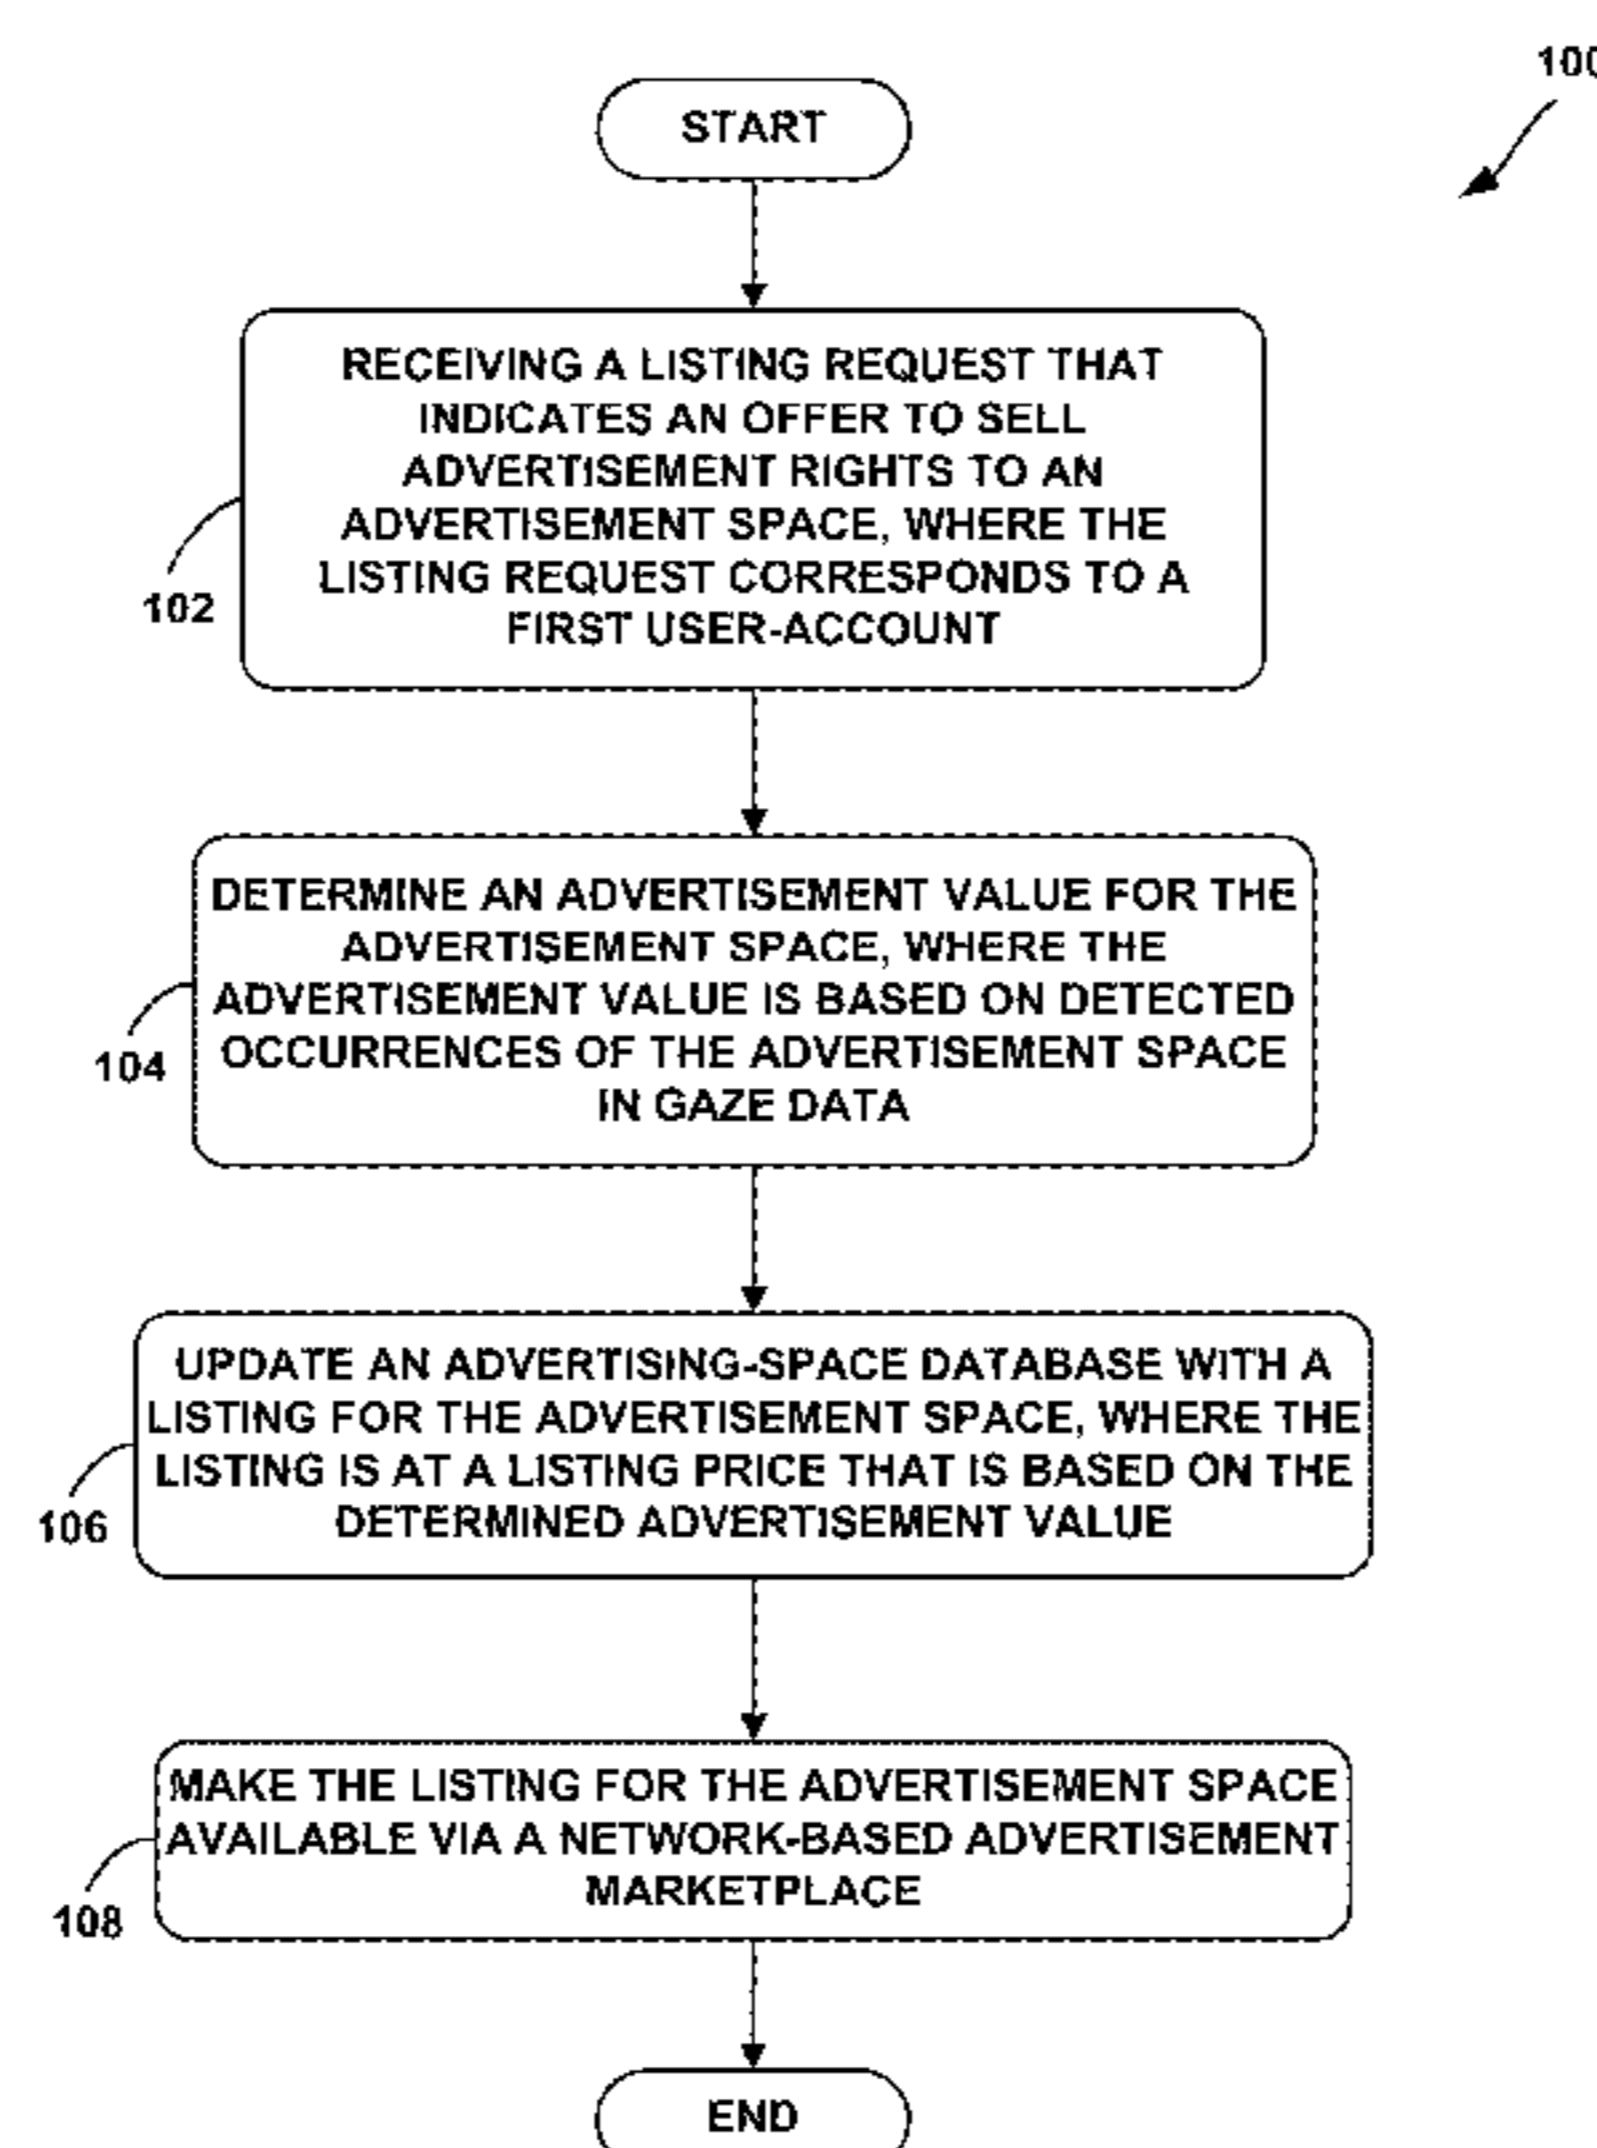 100
START
RECEIVING A LISTING REQUEST THAT
INDICATES AN OFFER TO SELL
ADVERTISEMENT RIGHTS TO AN
ADVERTISEMENT SPACE, WHERE THE
LISTING REQUEST CORRESPONDS TO A
FIRST USER-ACCOUNT
102
DETERMINE AN ADVERTISEMENT VALUE FOR THE
ADVERTISEMENT SPACE, WHERE THE
ADVERTISEMENT VALUE IS BASED ON DETECTED
OCCURRENCES OF THE ADVERTISEMENT SPACE
IN GAZE DATA
104
UPDATE AN ADVERTISING-SPACE DATABASE WITH A
LISTING FOR THE ADVERTISEMENT SPACE, WHERE THE
LISTING IS AT A LISTING PRICE THAT IS BASED ON THE
DETERMINED ADVERTISEMENT VALUE
106
MAKE THE LISTING FOR THE ADVERTISEMENT SPACE
AVAILABLE VIA A NETWORK-BASED ADVERTISEMENT
MARKETPLACE
108
END